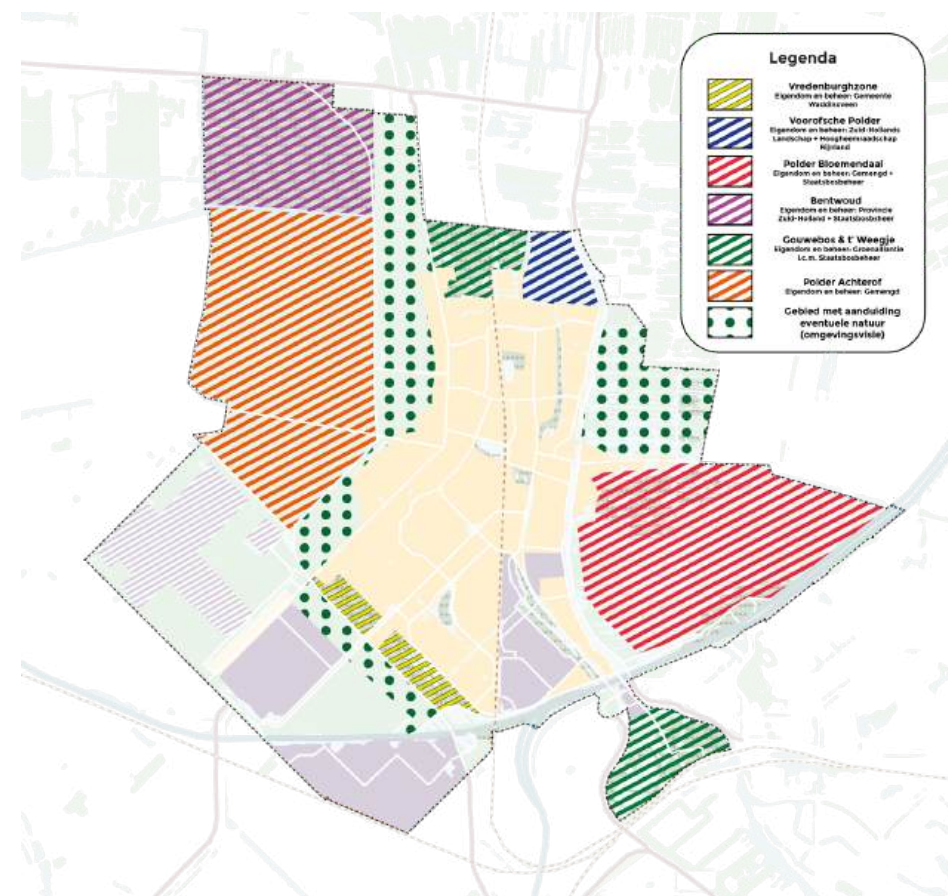 Legenda
Vredenburghzone
Eigendom en beheer: Gemeente
Waddinxveen
Voorofsche Polder
Eigendom en beheer: Zuid-Hollands
Landschap + Hoogheemraadschap
Rijnland
Polder Bloemendaal
Eigendom en beheer: Gemengd +
Staatsbosbeheer
Bentwoud
Eigendom en beheer: Provincie
Zuid-Holland + Staatsbosbeheer
Gouwebos & t' Weegje
Eigendom en beheer: Groenalliantie
i.c.m. Staatsbosbeheer
Polder Achterof
Eigendom en beheer: Gemengd
Gebied met aanduiding
eventuele natuur
(omgevingsvisie)